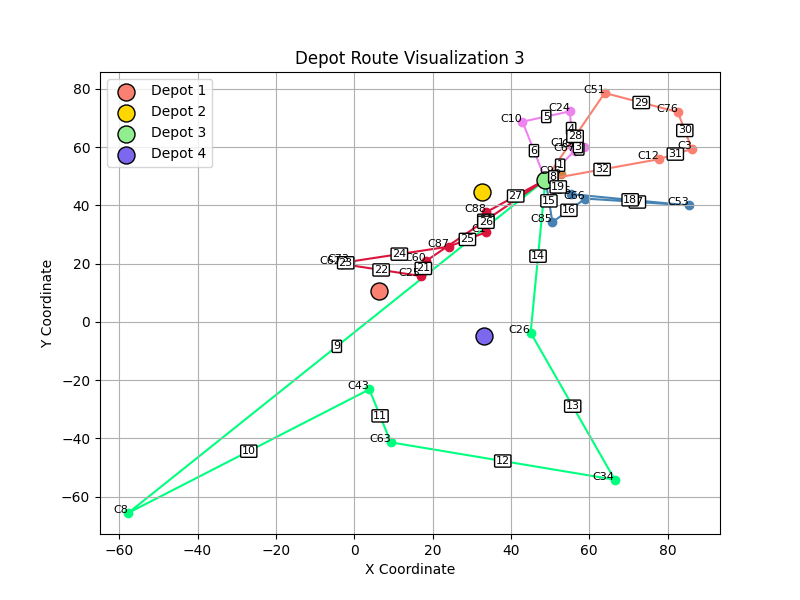 Depot Route Visualization 3
Depot 1
Depot 2
Depot 3
Depot 4
80
60
40
20
0
−20
−40
−60
Y Coordinate
−60
−40
−20
0
20
40
60
80
X Coordinate
C51
C76
C3
C12
C24
C10
C53
C66
C85
C88
C87
C60
C73
C25
C26
C34
C63
C43
C8
1
3
4
5
6
8
9
10
11
12
13
14
15
16
18
19
21
22
23
24
25
26
27
28
29
30
31
32